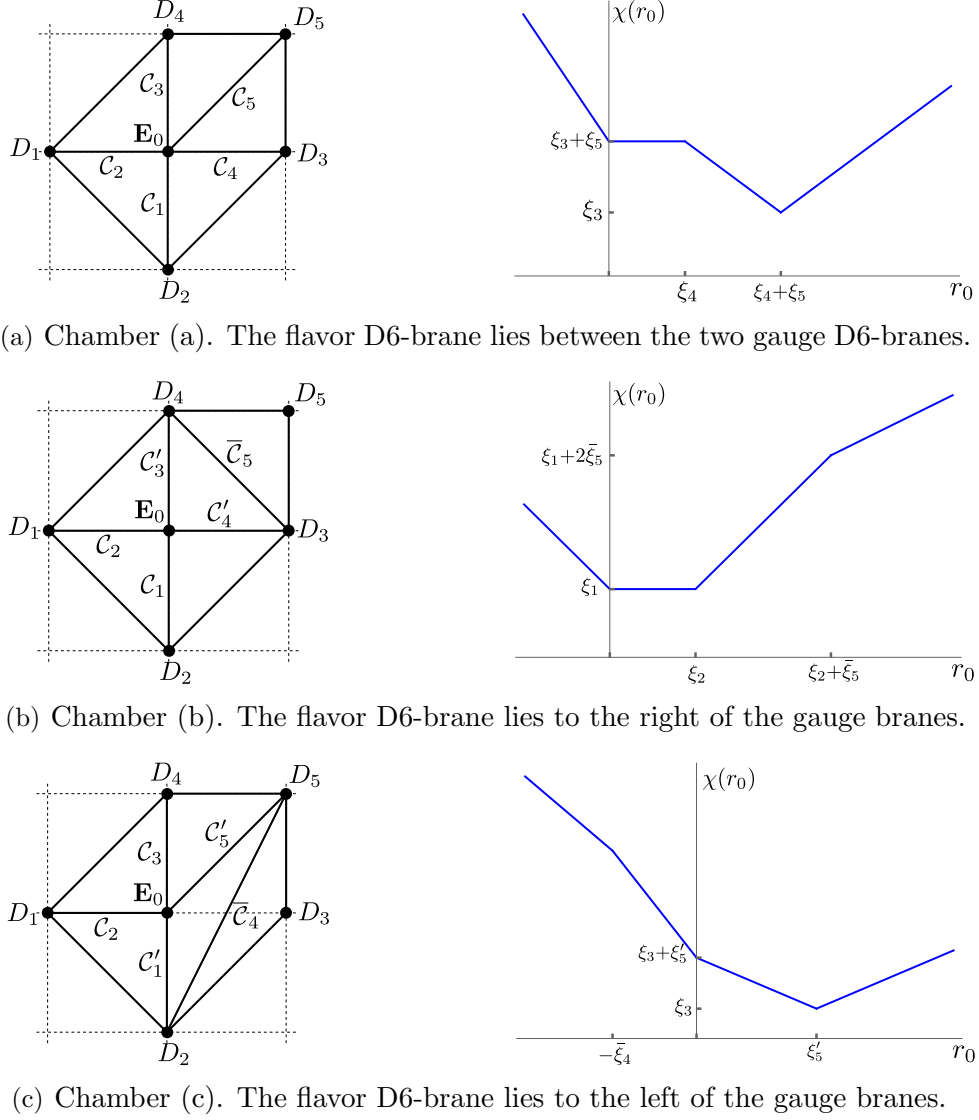 D₄
D₅
𝒞₃
𝒞₅
E₀
D₁
D₃
𝒞₂
𝒞₄
𝒞₁
D₂
χ(r₀)
ξ₃+ξ₅
ξ₃
ξ₄
ξ₄+ξ₅
r₀
(a) Chamber (a). The flavor D6-brane lies between the two gauge D6-branes.
D₄
D₅
𝒞′₃
𝒞̅₅
E₀
𝒞′₄
D₁
D₃
𝒞₂
𝒞₁
D₂
χ(r₀)
ξ₁+2ξ̄₅
ξ₁
ξ₂
ξ₂+ξ̄₅
r₀
(b) Chamber (b). The flavor D6-brane lies to the right of the gauge branes.
D₄
D₅
𝒞′₅
𝒞₃
E₀
D₁
𝒞̅₄
D₃
𝒞₂
𝒞′₁
D₂
χ(r₀)
ξ₃+ξ′₅
ξ₃
−ξ̄₄
ξ′₅
r₀
(c) Chamber (c). The flavor D6-brane lies to the left of the gauge branes.